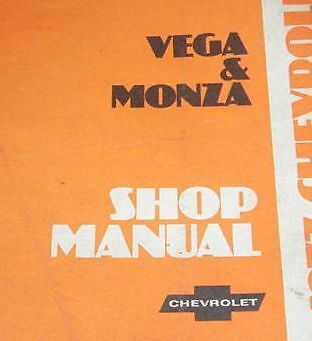 VEGA
&
MONZA
SHOP
MANUAL
CHEVROLET